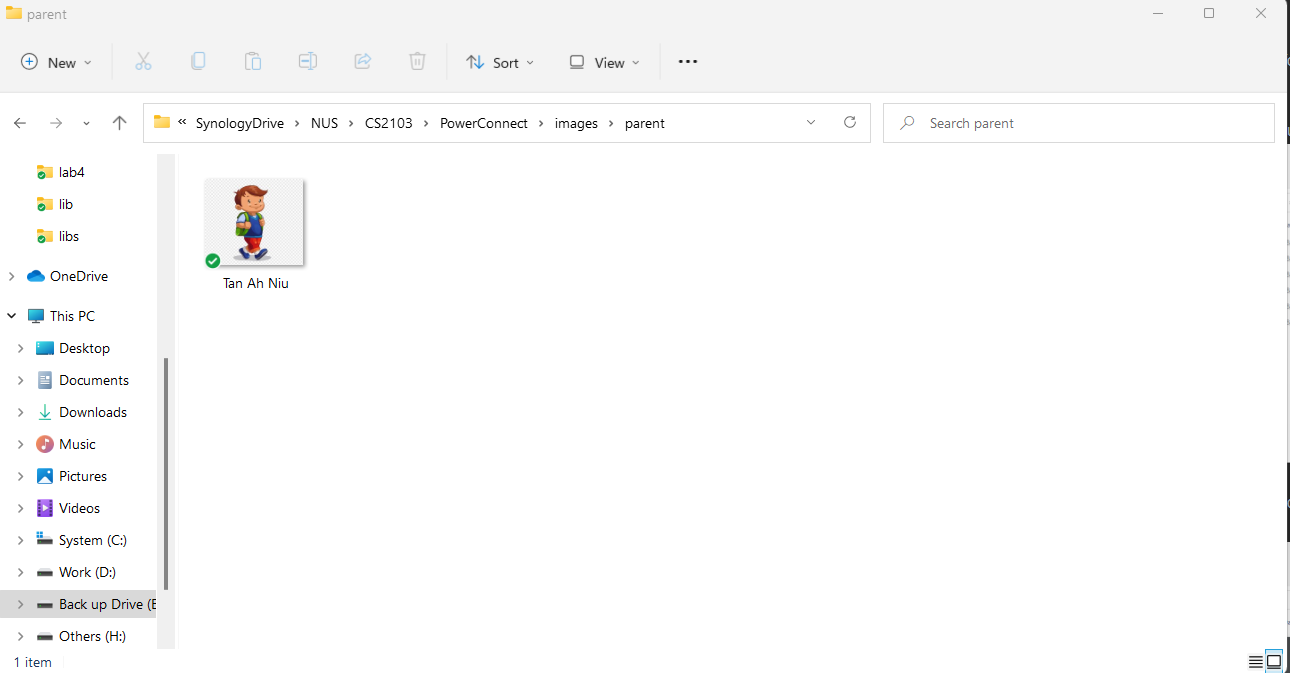 parent
New
Sort
View
«
SynologyDrive > NUS > CS2103 > PowerConnect > images > parent
Search parent
lab4
lib
libs
OneDrive
This PC
Desktop
Documents
Downloads
Music
Pictures
Videos
System (C:)
Work (D:)
Back up Drive (E
Others (H:)
Tan Ah Niu
1 item